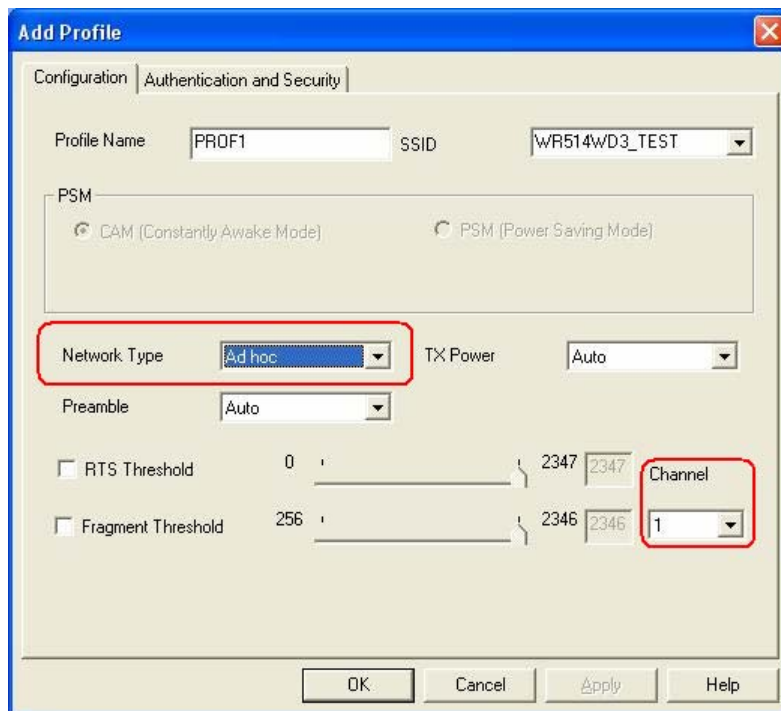 Add Profile
Configuration Authentication and Security
Profile Name PROF1 SSID WR514WD3_TEST
PSM
CAM (Constantly Awake Mode) PSM (Power Saving Mode)
Network Type Ad hoc TX Power Auto
Preamble Auto
RTS Threshold 0 2347 2347 Channel
Fragment Threshold 256 2346 2346 1
OK Cancel Apply Help